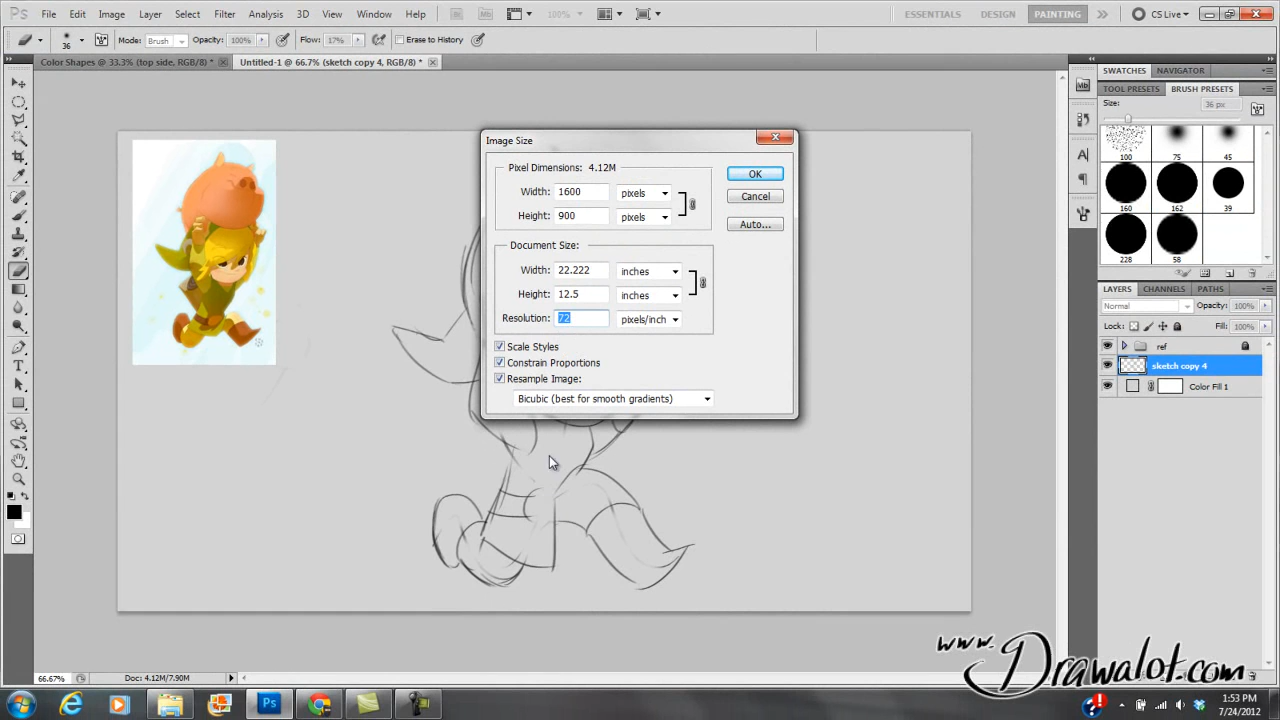 Ps File Edit Image Layer Select Filter Analysis 3D View Window Help Mb 100% ESSENTIALS DESIGN PAINTING CS Live
36 Mode: Brush Opacity: 100% Flow: 17% Erase to History
Color Shapes @ 33.3% (top side, RGB/8) * Untitled-1 @ 66.7% (sketch copy 4, RGB/8) *
SWATCHES NAVIGATOR
TOOL PRESETS BRUSH PRESETS
Size: 36 px
100 75 45
160 162 39
228 58
Mb
Image Size
Pixel Dimensions: 4.12M
Width: 1600 pixels
Height: 900 pixels
OK
Cancel
Auto...
Document Size:
Width: 22.222 inches
Height: 12.5 inches
Resolution: 72 pixels/inch
Scale Styles
Constrain Proportions
Resample Image:
Bicubic (best for smooth gradients)
LAYERS CHANNELS PATHS
Normal Opacity: 100%
Lock: Fill: 100%
ref
sketch copy 4
Color Fill 1
www.Drawalot.com
66.67% Doc: 4.12M/7.90M
Ps
1:53 PM
7/24/2012